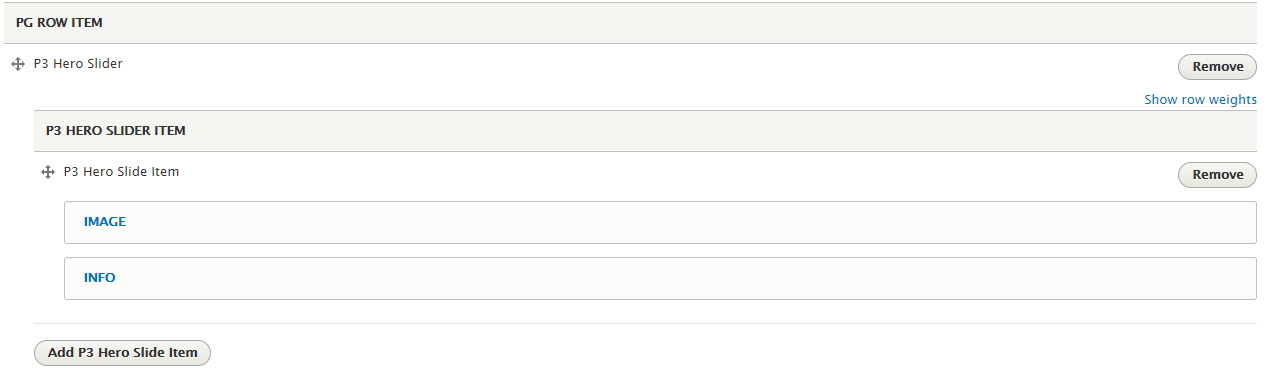 PG ROW ITEM
P3 Hero Slider
Remove
Show row weights
P3 HERO SLIDER ITEM
P3 Hero Slide Item
Remove
IMAGE
INFO
Add P3 Hero Slide Item